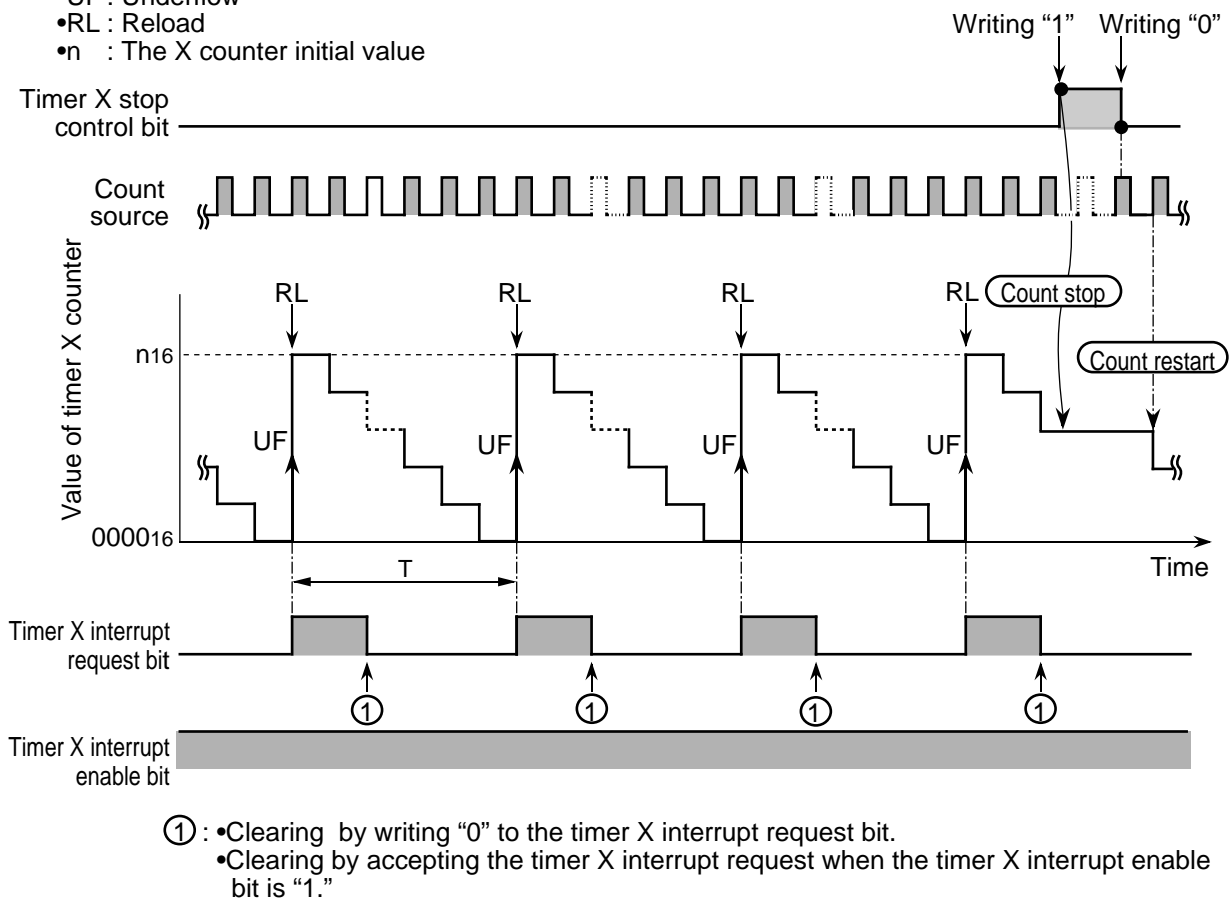 UF : Underflow
•RL : Reload
•n : The X counter initial value
Writing “1” Writing “0”
Timer X stop
control bit
Count
source
Value of timer X counter
RL RL RL RL
Count stop
n16
Count restart
UF UF UF UF
000016
Time
T
Timer X interrupt
request bit
1 1 1 1
Timer X interrupt
enable bit
1 : •Clearing by writing “0” to the timer X interrupt request bit.
•Clearing by accepting the timer X interrupt request when the timer X interrupt enable
bit is “1.”